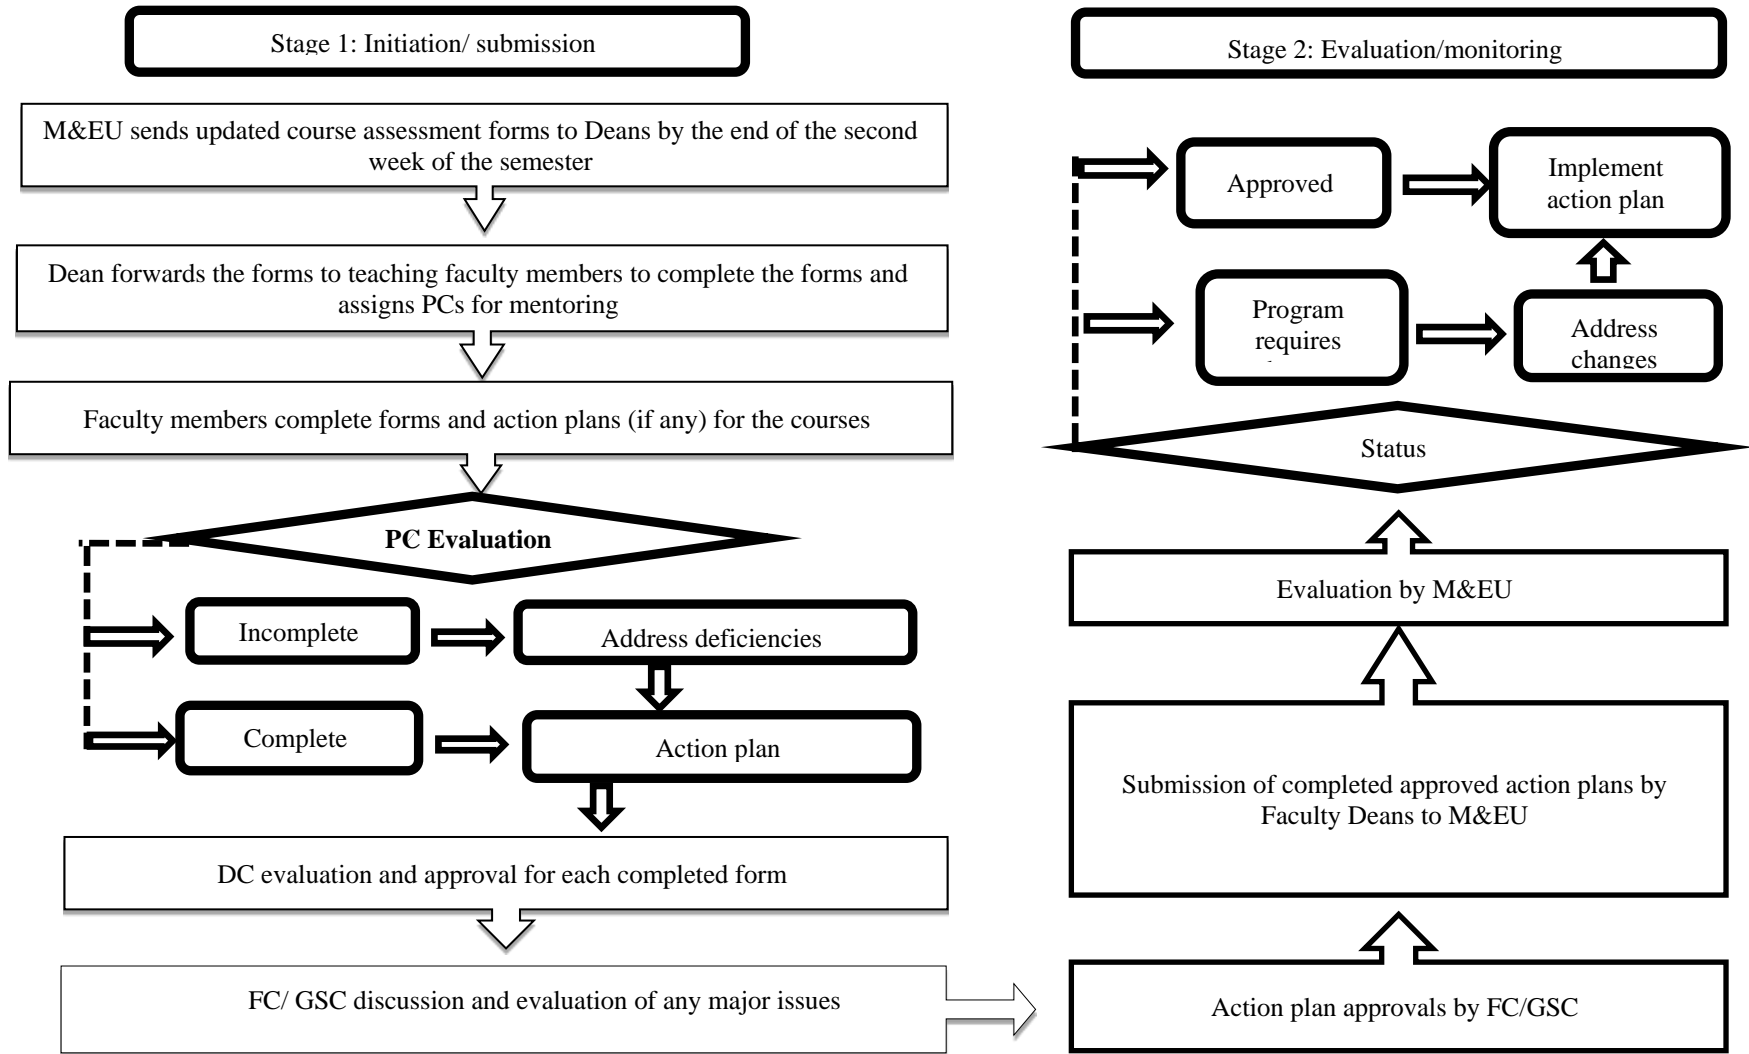 Stage 1: Initiation/ submission
M&EU sends updated course assessment forms to Deans by the end of the second
week of the semester
Dean forwards the forms to teaching faculty members to complete the forms and
assigns PCs for mentoring
Faculty members complete forms and action plans (if any) for the courses
PC Evaluation
Incomplete
Address deficiencies
Complete
Action plan
DC evaluation and approval for each completed form
FC/ GSC discussion and evaluation of any major issues
Stage 2: Evaluation/monitoring
Approved
Implement
action plan
Program
requires
Address
changes
Status
Evaluation by M&EU
Submission of completed approved action plans by
Faculty Deans to M&EU
Action plan approvals by FC/GSC